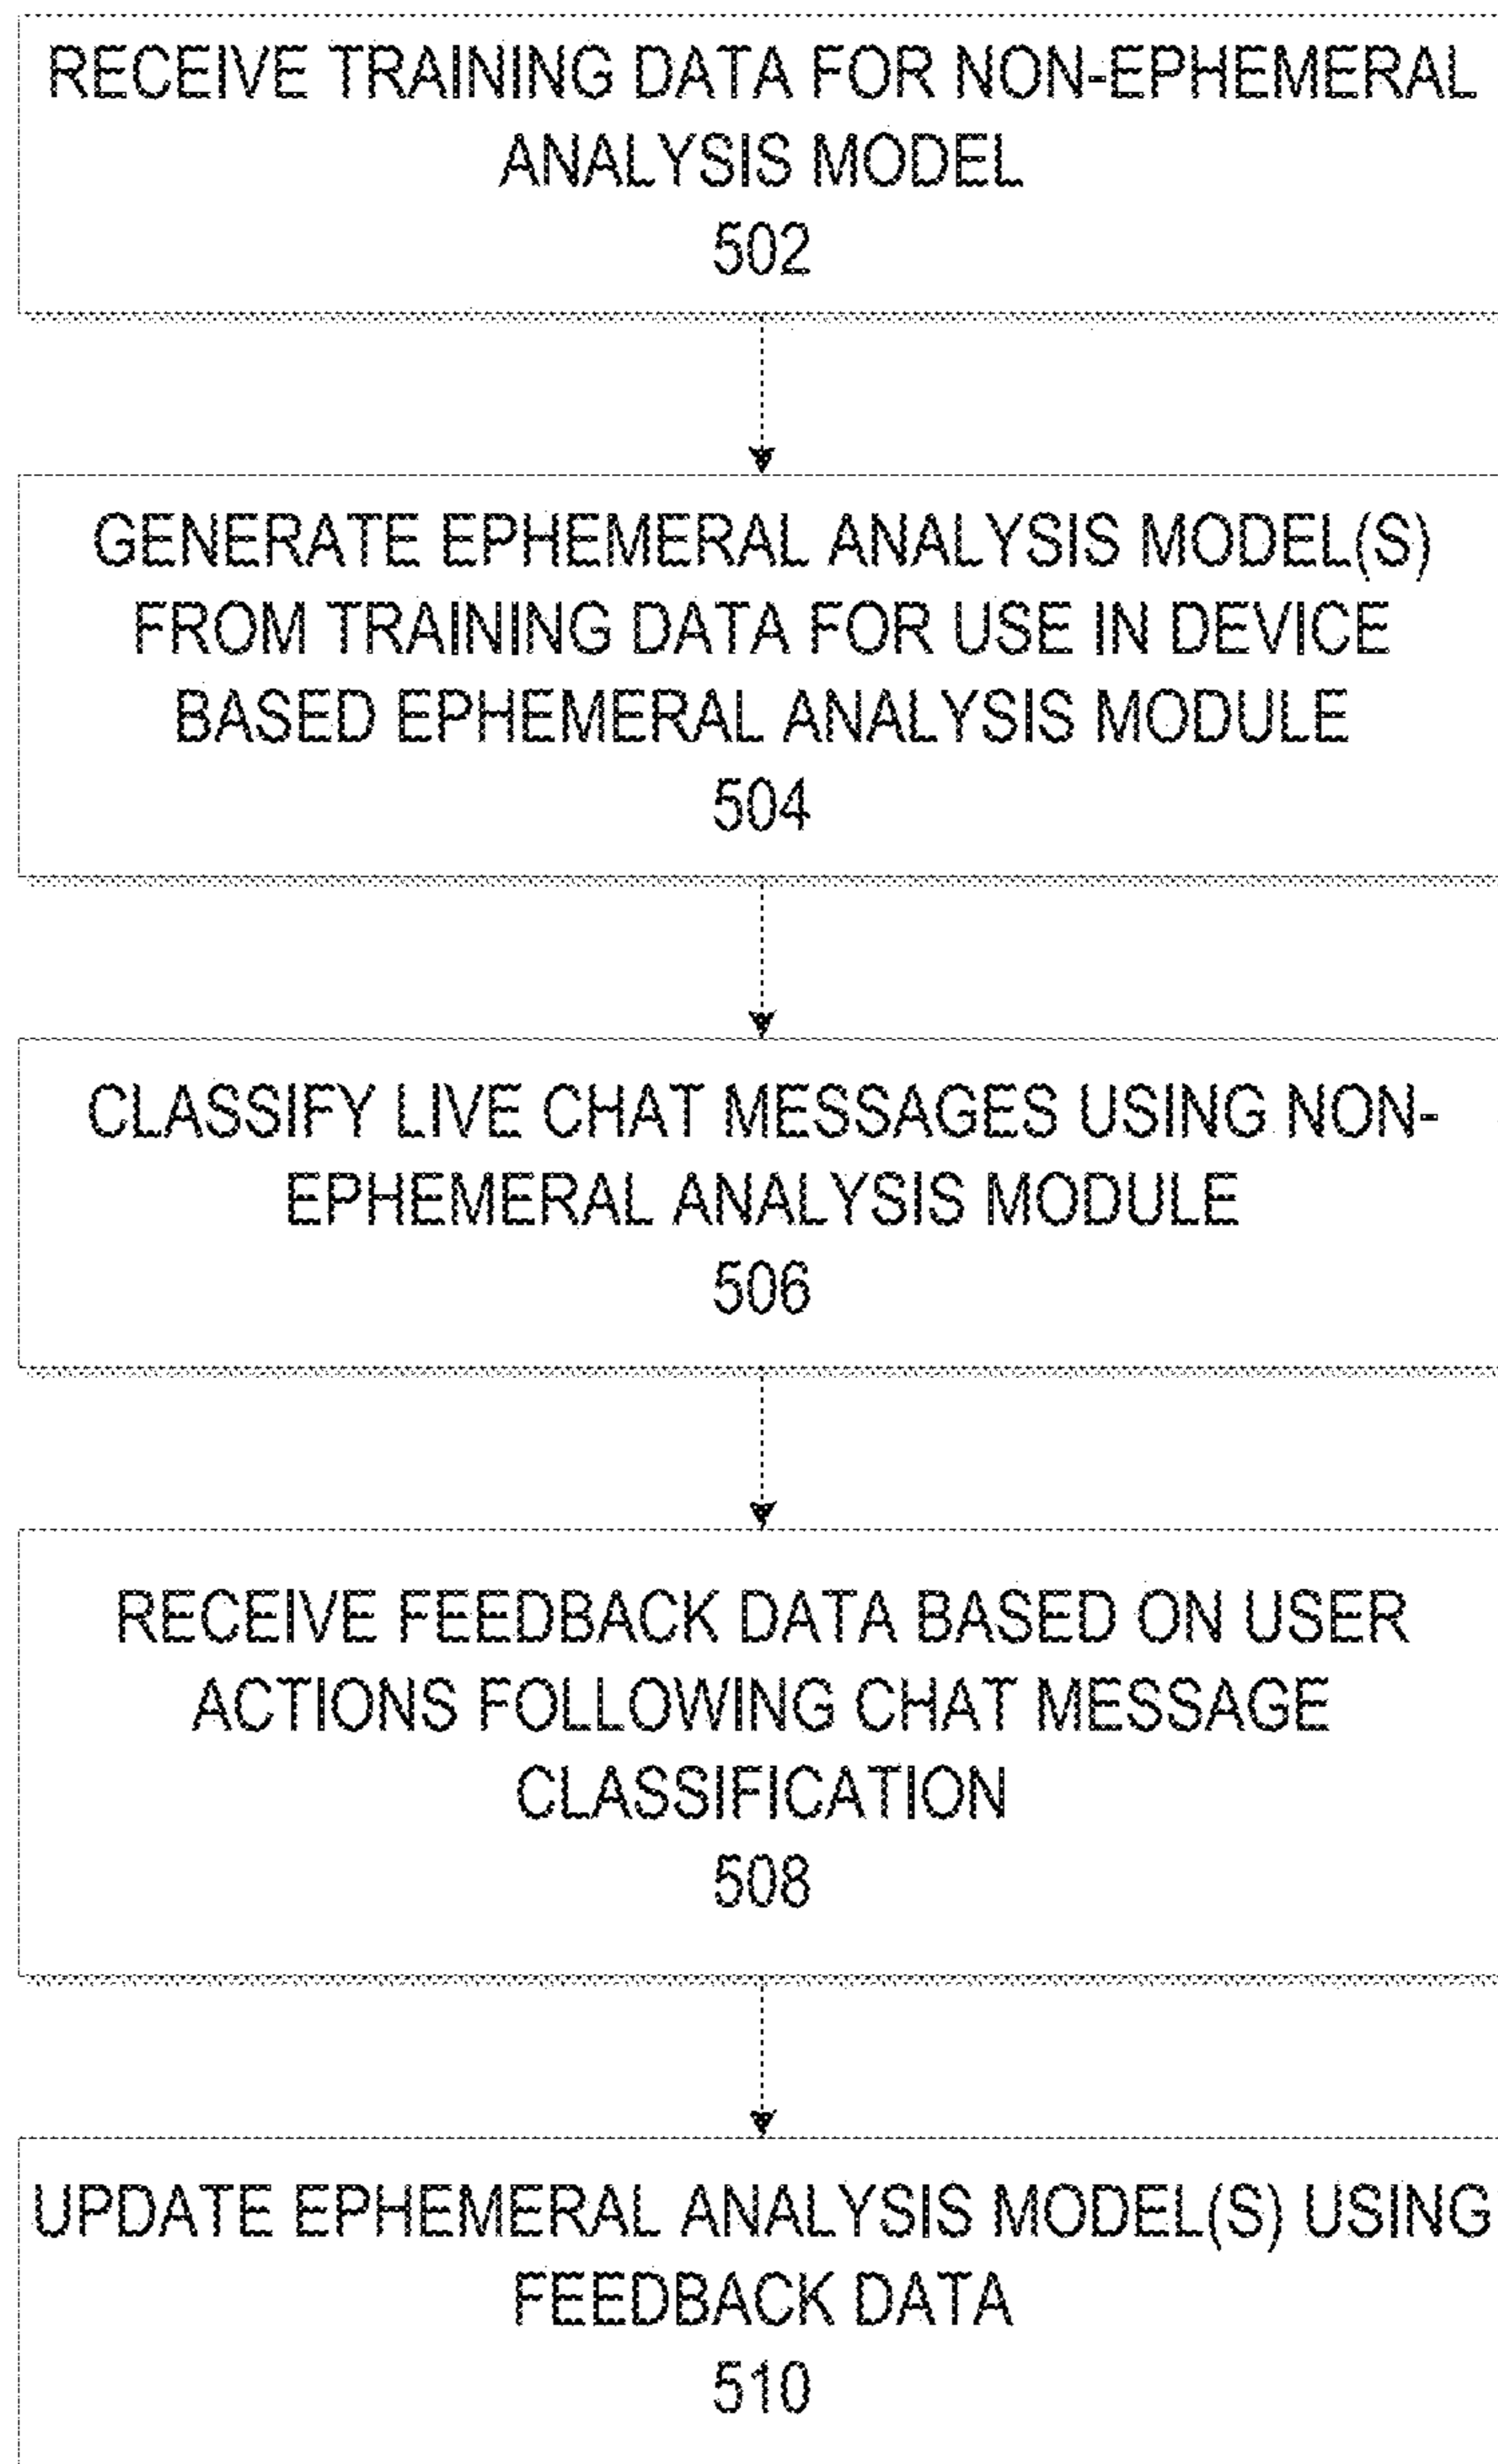 RECEIVE TRAINING DATA FOR NON-EPHEMERAL
ANALYSIS MODEL
502
GENERATE EPHEMERAL ANALYSIS MODEL(S)
FROM TRAINING DATA FOR USE IN DEVICE
BASED EPHEMERAL ANALYSIS MODULE
504
CLASSIFY LIVE CHAT MESSAGES USING NON-
EPHEMERAL ANALYSIS MODULE
506
RECEIVE FEEDBACK DATA BASED ON USER
ACTIONS FOLLOWING CHAT MESSAGE
CLASSIFICATION
508
UPDATE EPHEMERAL ANALYSIS MODEL(S) USING
FEEDBACK DATA
510